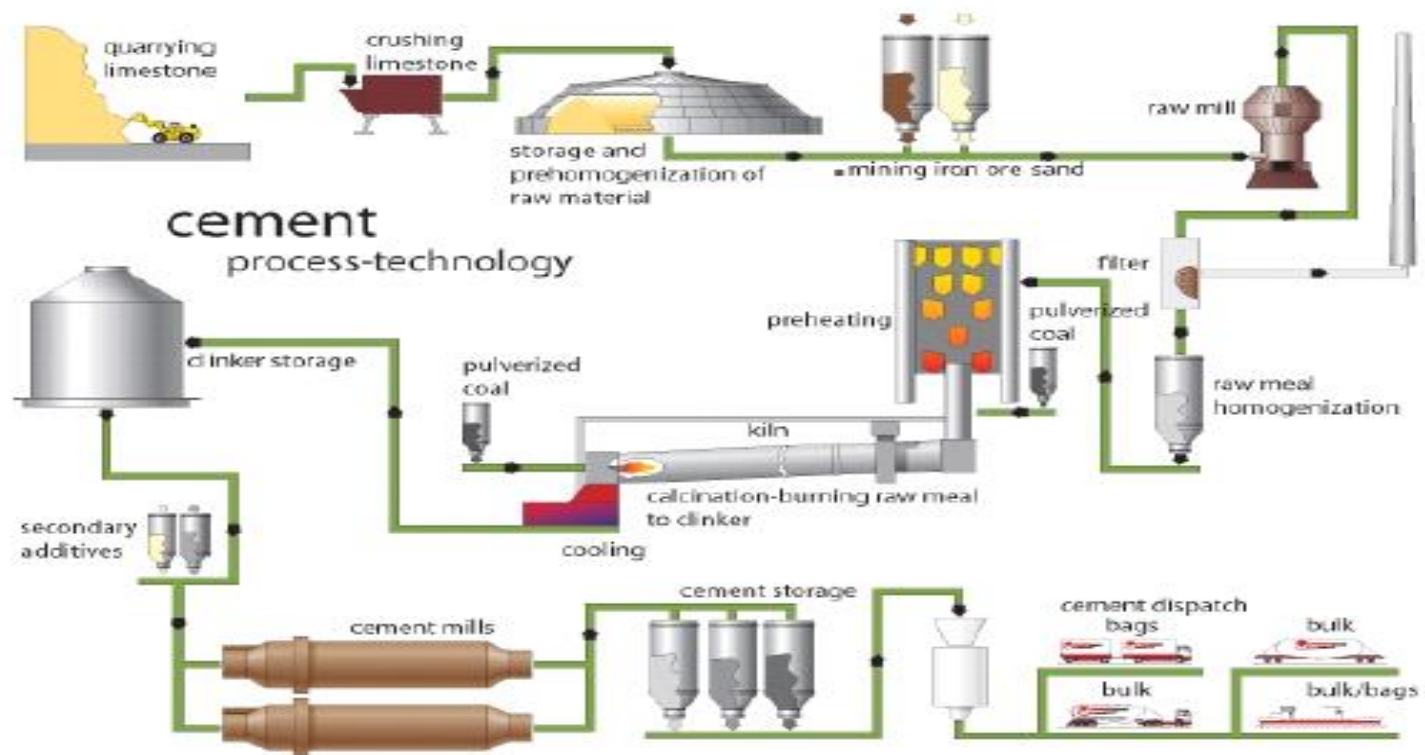 quarrying
limestone
crushing
limestone
storage and
prehomogenization of
raw material
mining iron ore sand
raw mill
cement
process-technology
filter
preheating
pulverized
coal
raw meal
homogenization
clinker storage
pulverized
coal
kiln
calcination-burning raw meal
to clinker
cooling
secondary
additives
cement mills
cement storage
cement dispatch
bags
bulk
bulk
bulk/bags